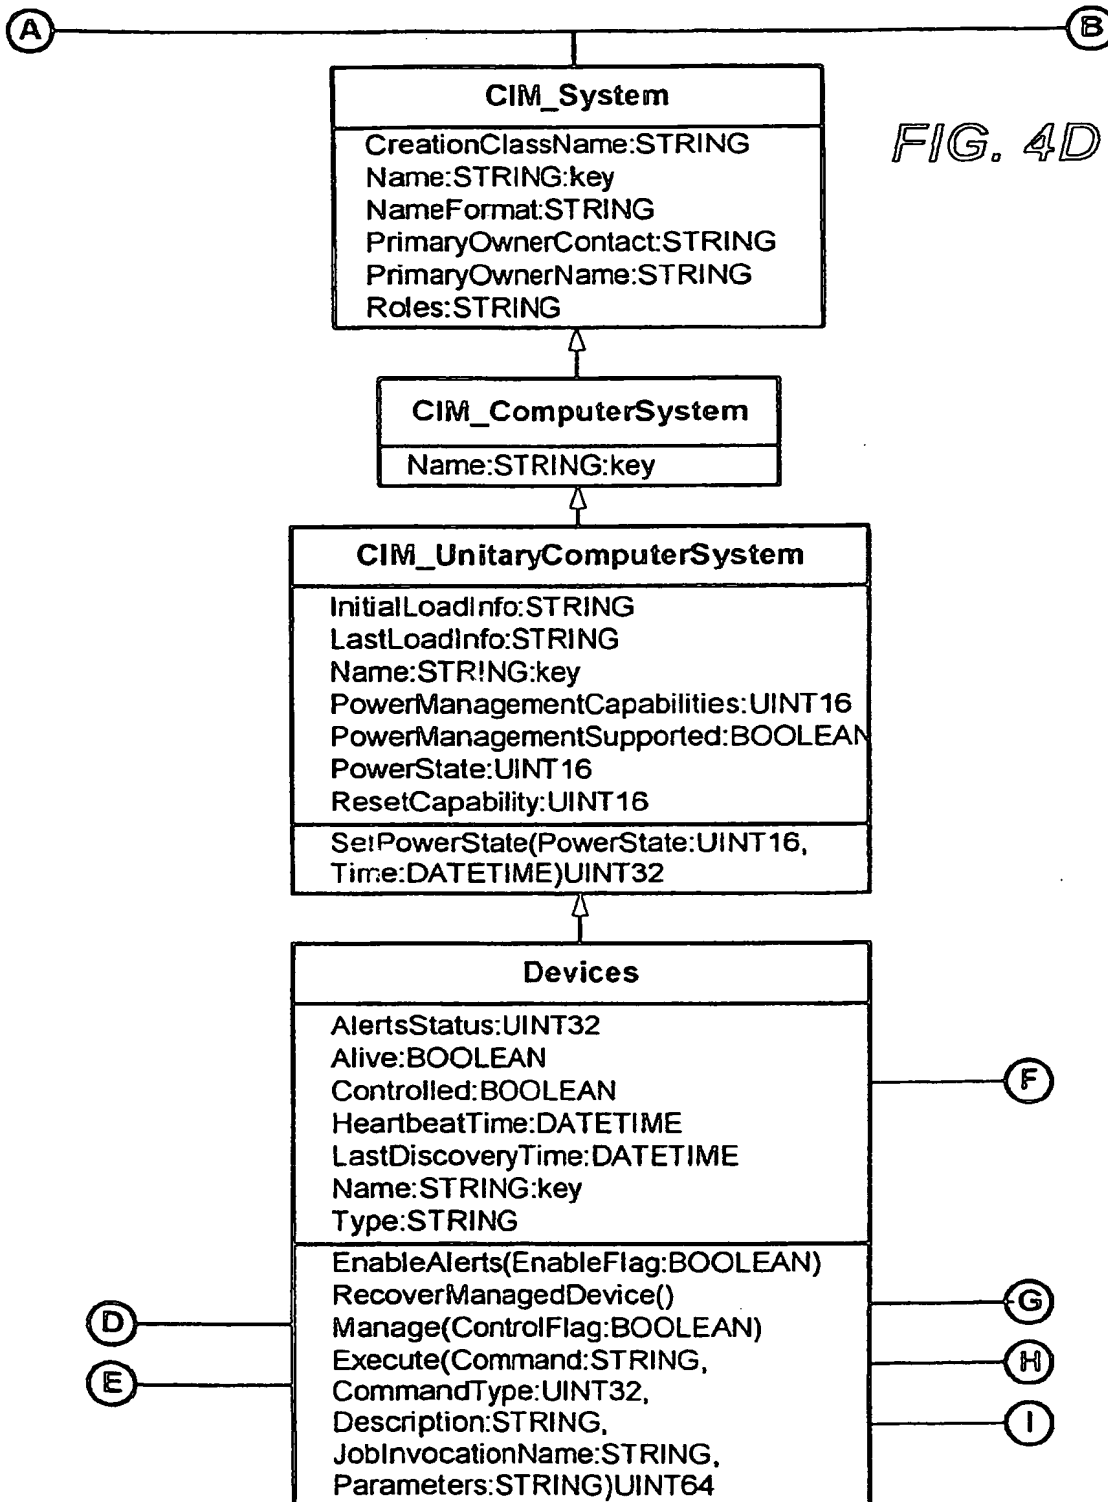 A
B
CIM_System
FIG. 4D
CreationClassName:STRING
Name:STRING:key
NameFormat:STRING
PrimaryOwnerContact:STRING
PrimaryOwnerName:STRING
Roles:STRING
CIM_ComputerSystem
Name:STRING:key
CIM_UnitaryComputerSystem
InitialLoadInfo:STRING
LastLoadInfo:STRING
Name:STRING:key
PowerManagementCapabilities:UINT16
PowerManagementSupported:BOOLEAN
PowerState:UINT16
ResetCapability:UINT16
SetPowerState(PowerState:UINT16,
Time:DATETIME)UINT32
Devices
AlertsStatus:UINT32
Alive:BOOLEAN
Controlled:BOOLEAN
F
HeartbeatTime:DATETIME
LastDiscoveryTime:DATETIME
Name:STRING:key
Type:STRING
EnableAlerts(EnableFlag:BOOLEAN)
RecoverManagedDevice()
G
D
Manage(ControlFlag:BOOLEAN)
Execute(Command:STRING,
H
E
CommandType:UINT32,
Description:STRING,
I
JobInvocationName:STRING,
Parameters:STRING)UINT64